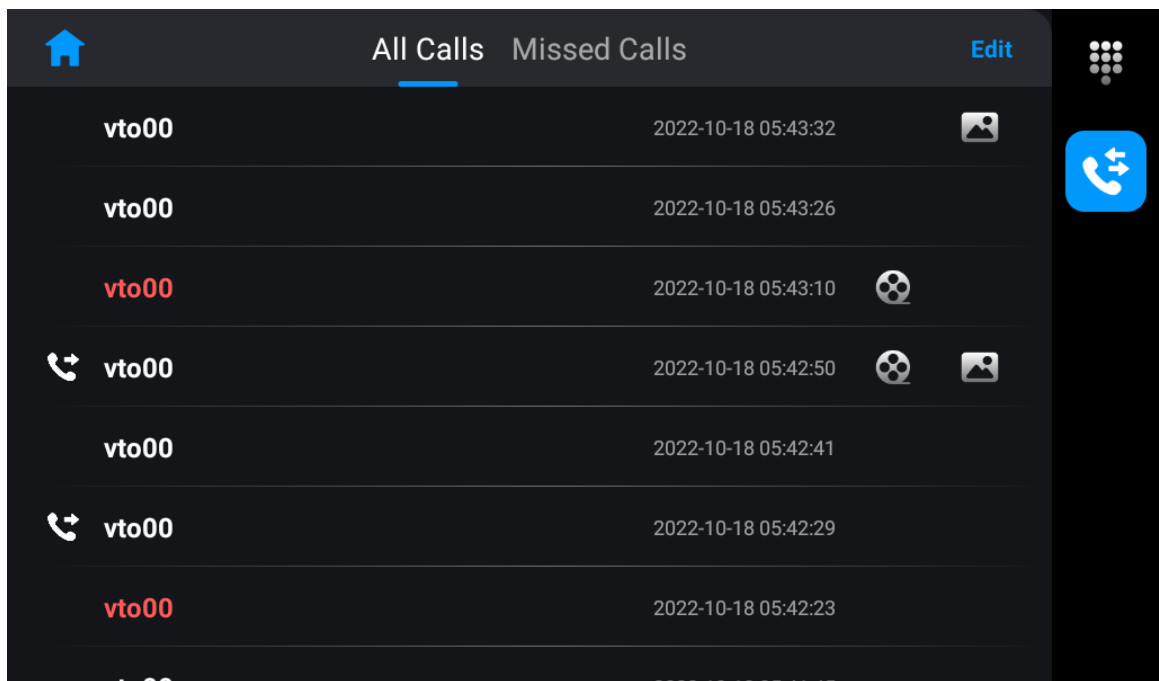 All Calls Missed Calls Edit
vto00 2022-10-18 05:43:32
vto00 2022-10-18 05:43:26
vto00 2022-10-18 05:43:10
vto00 2022-10-18 05:42:50
vto00 2022-10-18 05:42:41
vto00 2022-10-18 05:42:29
vto00 2022-10-18 05:42:23